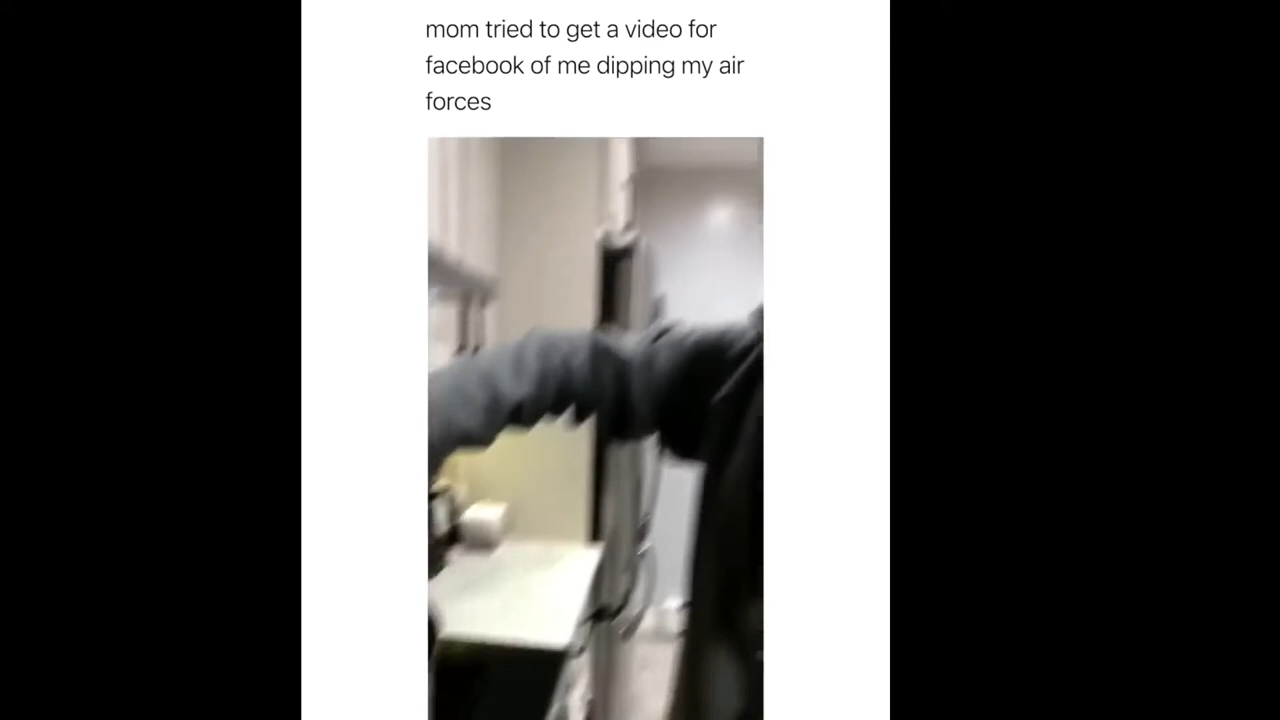 mom tried to get a video for
facebook of me dipping my air
forces